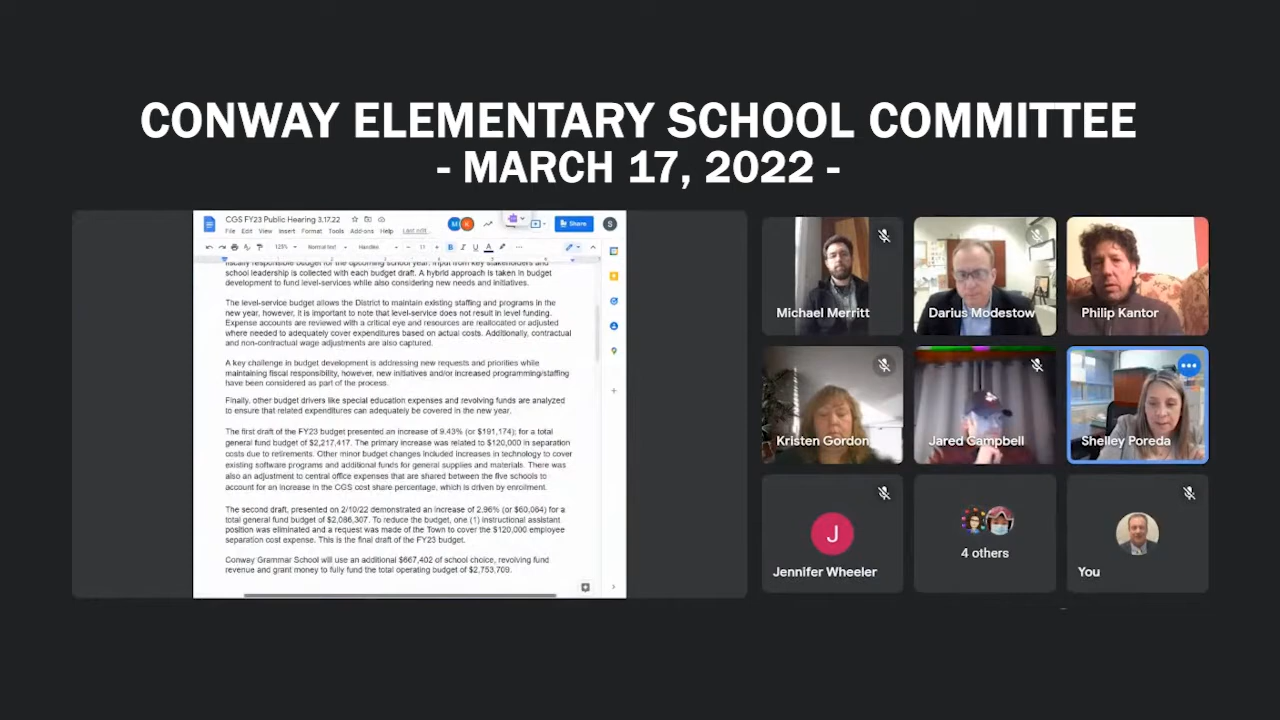 CONWAY ELEMENTARY SCHOOL COMMITTEE
- MARCH 17, 2022 -
CGS FY23 Public Hearing 3.17.22
File Edit View Insert Format Tools Add-ons Help Last edit...
M K
Share
S
125% Normal text 11 B I U A
fiscally responsible budget for the upcoming school year. Input from key stakeholders and
school leadership is collected with each budget draft. A hybrid approach is taken in budget
development to fund level-services while also considering new needs and initiatives.
The level-service budget allows the District to maintain existing staffing and programs in the
new year, however, it is important to note that level-service does not result in level funding.
Expense accounts are reviewed with a critical eye and resources are reallocated or adjusted
where needed to adequately cover expenditures based on actual costs. Additionally, contractual
and non-contractual wage adjustments are also captured.
A key challenge in budget development is addressing new requests and priorities while
maintaining fiscal responsibility, however, new initiatives and/or increased programming/staffing
have been considered as part of the process.
Finally, other budget drivers like special education expenses and revolving funds are analyzed
to ensure that related expenditures can adequately be covered in the new year.
The first draft of the FY23 budget presented an increase of 9.43% (or $191,174); for a total
general fund budget of $2,217,417. The primary increase was related to $120,000 in separation
costs due to retirements. Other minor budget changes included increases in technology to cover
existing software programs and additional funds for general supplies and materials. There was
also an adjustment to central office expenses that are shared between the five schools to
account for an increase in the CGS cost share percentage, which is driven by enrollment.
The second draft, presented on 2/10/22 demonstrated an increase of 2.96% (or $60,064) for a
total general fund budget of $2,086,307. To reduce the budget, one (1) instructional assistant
position was eliminated and a request was made of the Town to cover the $120,000 employee
separation cost expense. This is the final draft of the FY23 budget.
Conway Grammar School will use an additional $667,402 of school choice, revolving fund
revenue and grant money to fully fund the total operating budget of $2,753,709.
Michael Merritt
Darius Modestow
Philip Kantor
Kristen Gordon
Jared Campbell
Shelley Poreda
J
Jennifer Wheeler
4 others
You